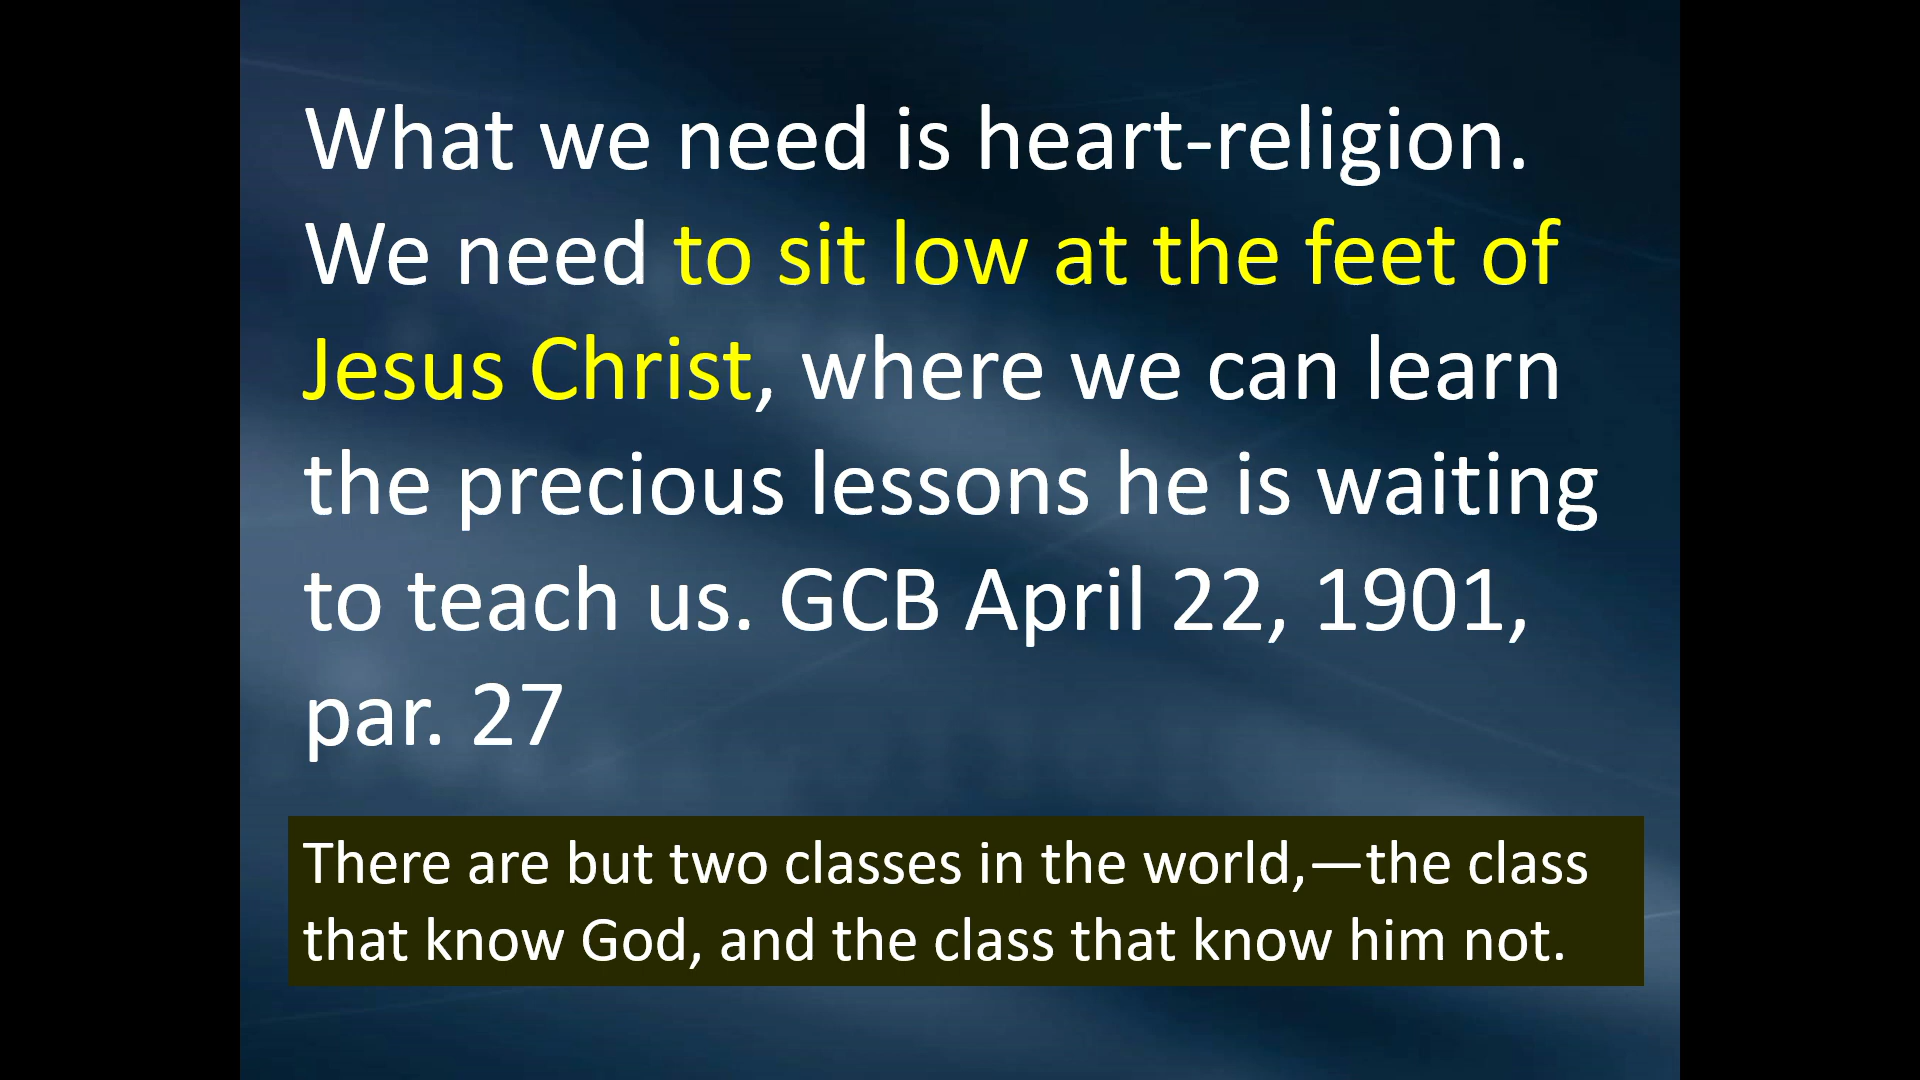 What we need is heart-religion.
We need to sit low at the feet of
Jesus Christ, where we can learn
the precious lessons he is waiting
to teach us. GCB April 22, 1901,
par. 27
There are but two classes in the world,—the class
that know God, and the class that know him not.